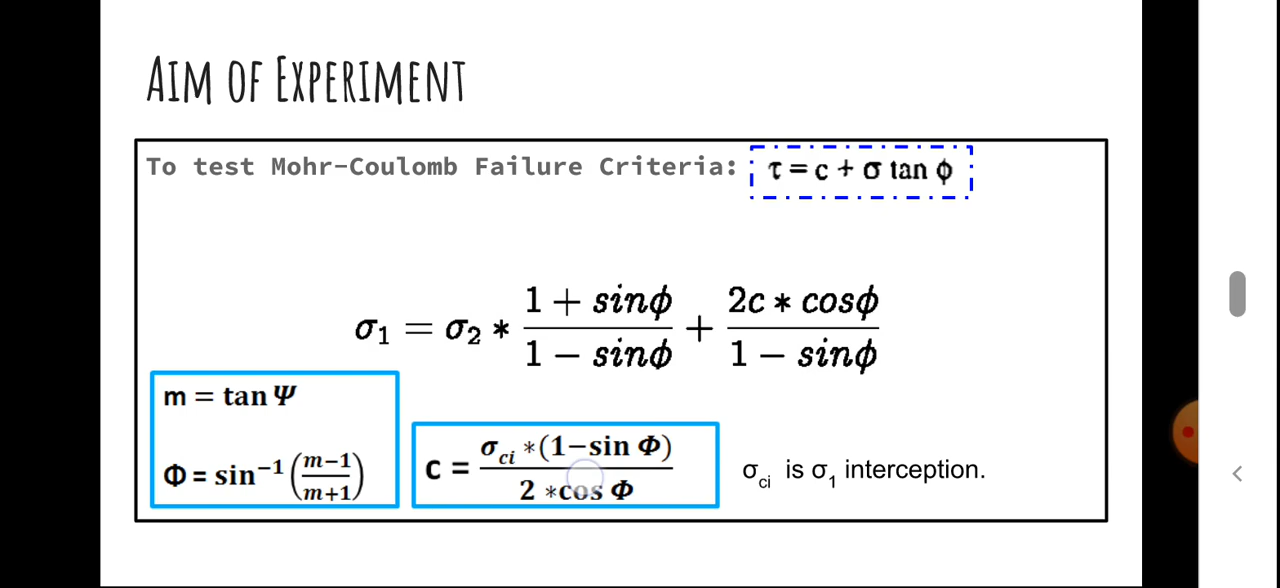 AIM OF EXPERIMENT
To test Mohr-Coulomb Failure Criteria: τ = c + σ tan ϕ
σ₁ = σ₂ * (1 + sinϕ)/(1 − sinϕ) + (2c * cosϕ)/(1 − sinϕ)
m = tan Ψ
Φ = sin⁻¹ ((m−1)/(m+1))
c = (σci *(1−sin Φ))/(2 *cos Φ)
σci is σ₁ interception.